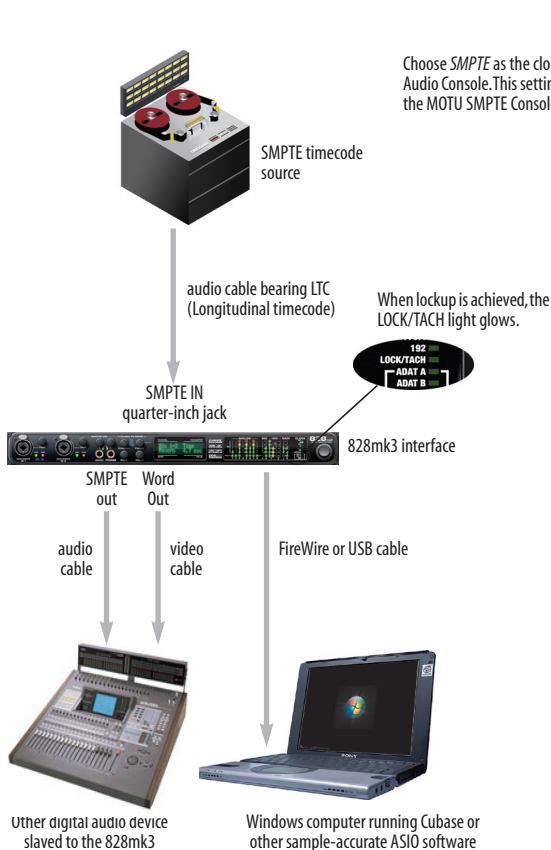 Choose SMPTE as the clo
Audio Console. This settin
the MOTU SMPTE Consol
SMPTE timecode
source
audio cable bearing LTC
(Longitudinal timecode)
When lockup is achieved, the
LOCK/TACH light glows.
192
LOCK/TACH
ADAT A
ADAT B
SMPTE IN
quarter-inch jack
828mk3 interface
SMPTE
out
Word
Out
audio
cable
video
cable
FireWire or USB cable
SONY
Other digital audio device
slaved to the 828mk3
Windows computer running Cubase or
other sample-accurate ASIO software